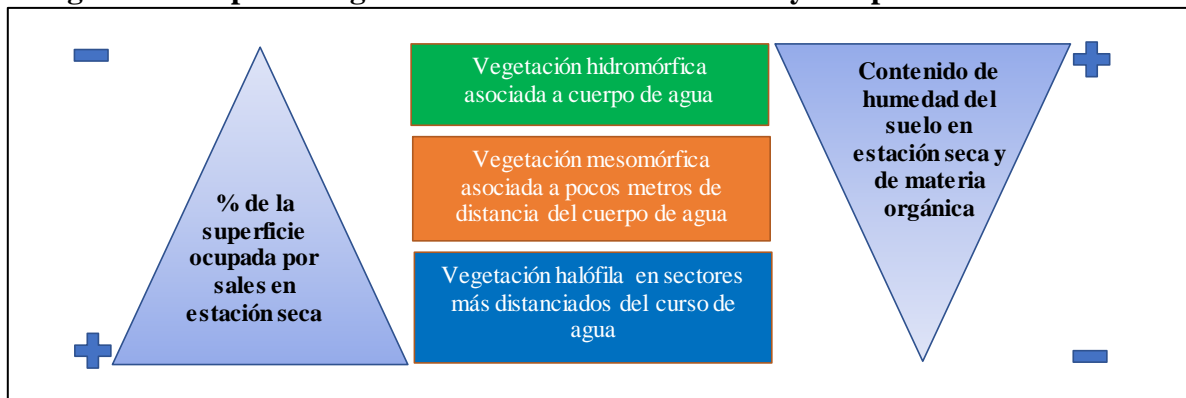 Vegetación hidromórfica
asociada a cuerpo de agua
Vegetación mesomórfica
asociada a pocos metros de
distancia del cuerpo de agua
Vegetación halófila en sectores
más distanciados del curso de
agua
% de la
superficie
ocupada por
sales en
estación seca
Contenido de
humedad del
suelo en
estación seca y
de materia
orgánica